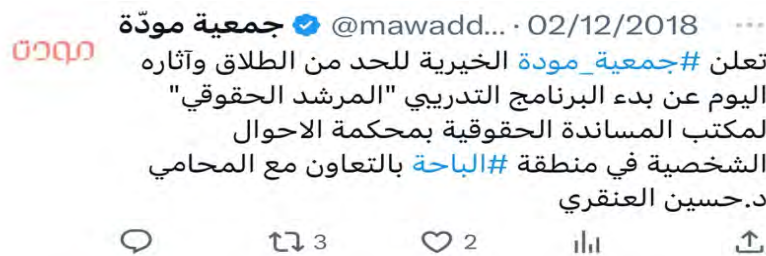 جمعية مودّة @mawadd... · 02/12/2018
مودة
تعلن #جمعية_مودة الخيرية للحد من الطلاق وآثاره
اليوم عن بدء البرنامج التدريبي "المرشد الحقوقي"
لمكتب المساندة الحقوقية بمحكمة الاحوال
الشخصية في منطقة #الباحة بالتعاون مع المحامي
د.حسين العنقري
3 2